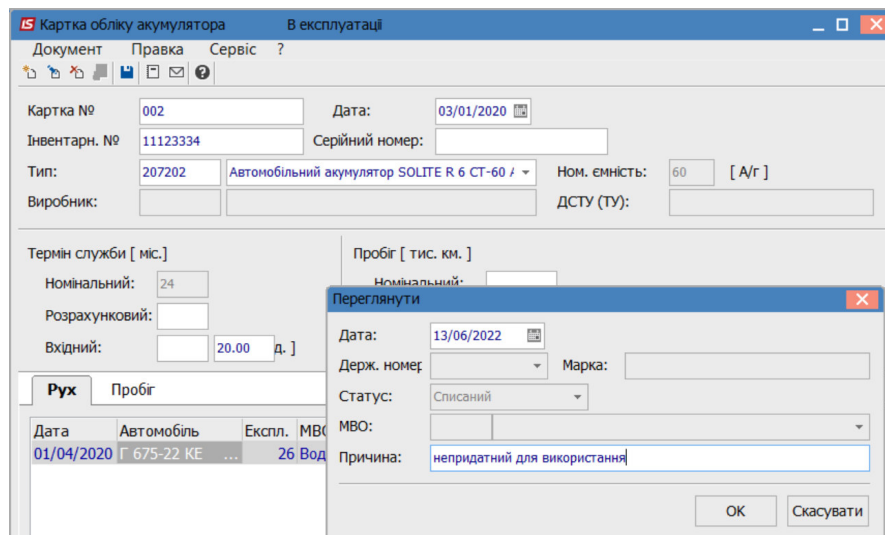 Картка обліку акумулятора В експлуатації
Документ Правка Сервіс ?
Картка № 002 Дата: 03/01/2020
Інвентарн. № 11123334 Серійний номер:
Тип: 207202 Автомобільний акумулятор SOLITE R 6 CT-60 Ном. ємність: 60 [ А/г ]
Виробник: ДСТУ (ТУ):
Термін служби [ міс.] Пробіг [ тис. км. ]
Номінальний: 24 Номінальний:
Розрахунковий:
Вхідний: 20.00 д. ]
Рух Пробіг
Дата Автомобіль Експл. МВО
01/04/2020 Г 675-22 КЕ ... 26 Вод
Переглянути
Дата: 13/06/2022
Держ. номер Марка:
Статус: Списаний
МВО:
Причина: непридатний для використання
OK Скасувати